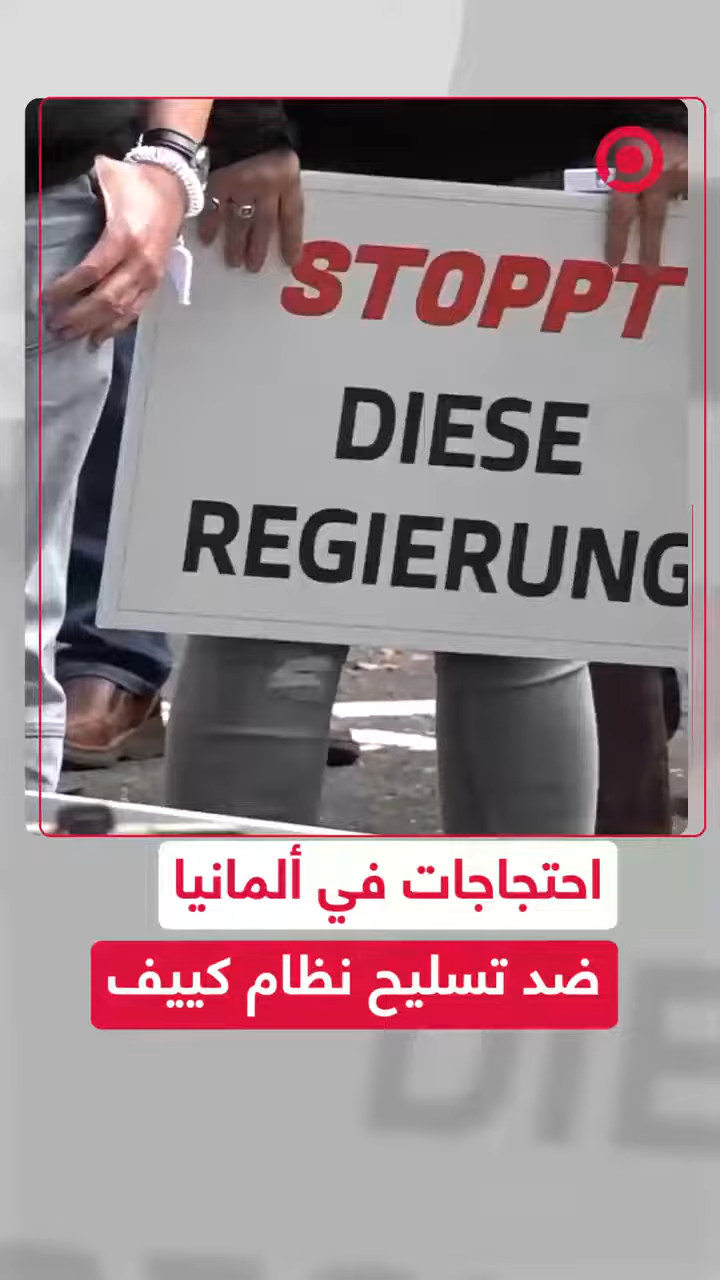 STOPPT
DIESE
REGIERUNG
احتجاجات في ألمانيا
ضد تسليح نظام كييف